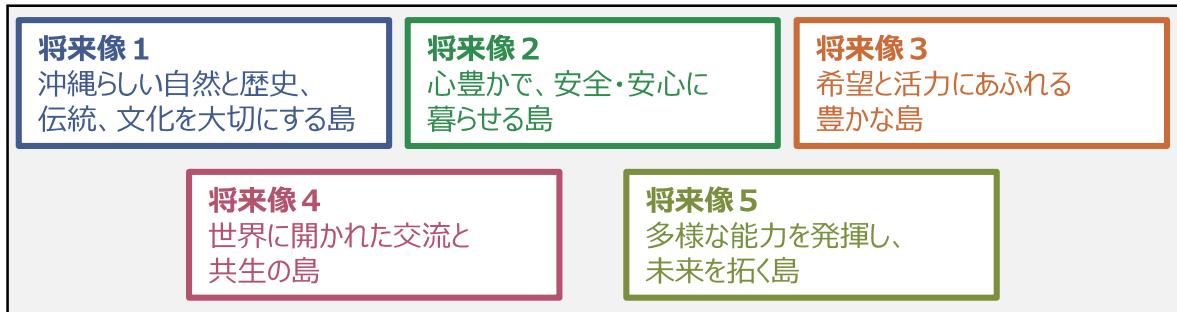 将来像１
沖縄らしい自然と歴史、
伝統、文化を大切にする島
将来像２
心豊かで、安全・安心に
暮らせる島
将来像３
希望と活力にあふれる
豊かな島
将来像４
世界に開かれた交流と
共生の島
将来像５
多様な能力を発揮し、
未来を拓く島